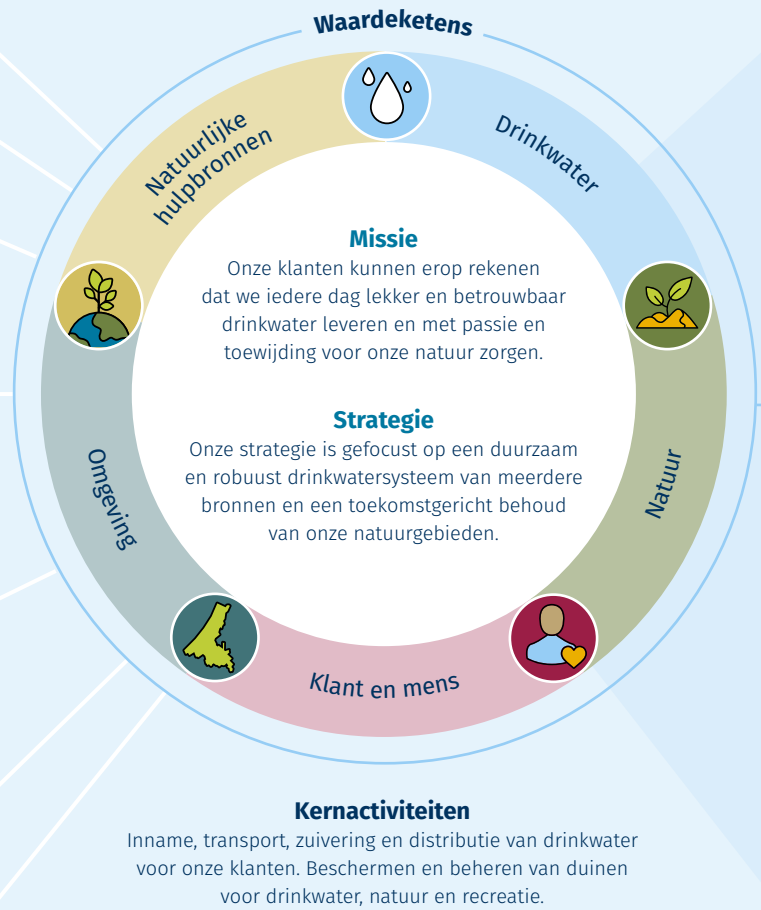 Waardeketens
Natuurlijke
hulpbronnen
Drinkwater
Missie
Onze klanten kunnen erop rekenen
dat we iedere dag lekker en betrouwbaar
drinkwater leveren en met passie en
toewijding voor onze natuur zorgen.
Strategie
Onze strategie is gefocust op een duurzaam
en robuust drinkwatersysteem van meerdere
bronnen en een toekomstgericht behoud
van onze natuurgebieden.
Omgeving
Natuur
Klant en mens
Kernactiviteiten
Inname, transport, zuivering en distributie van drinkwater
voor onze klanten. Beschermen en beheren van duinen
voor drinkwater, natuur en recreatie.